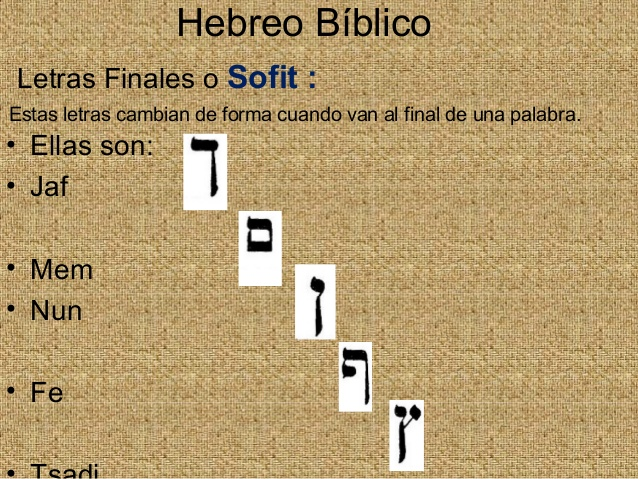 Hebreo Bíblico
Letras Finales o Sofit :
Estas letras cambian de forma cuando van al final de una palabra.
• Ellas son:
• Jaf
ך
ם
• Mem
• Nun
ן
ף
• Fe
ץ
• Tsadi